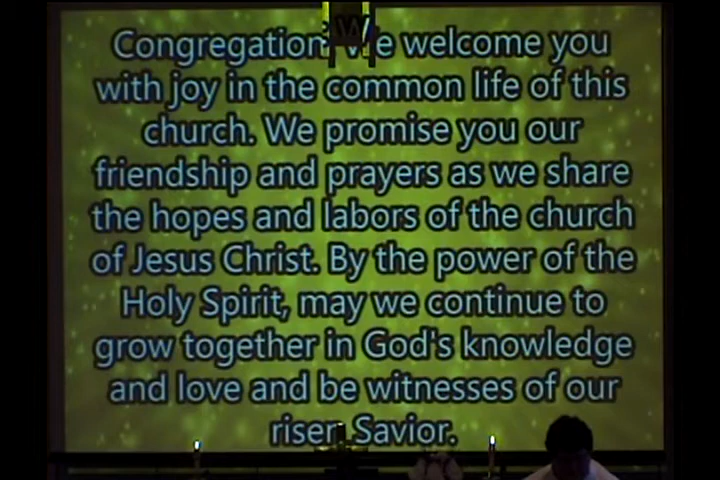 Congregation: We welcome you
with joy in the common life of this
church. We promise you our
friendship and prayers as we share
the hopes and labors of the church
of Jesus Christ. By the power of the
Holy Spirit, may we continue to
grow together in God's knowledge
and love and be witnesses of our
risen Savior.